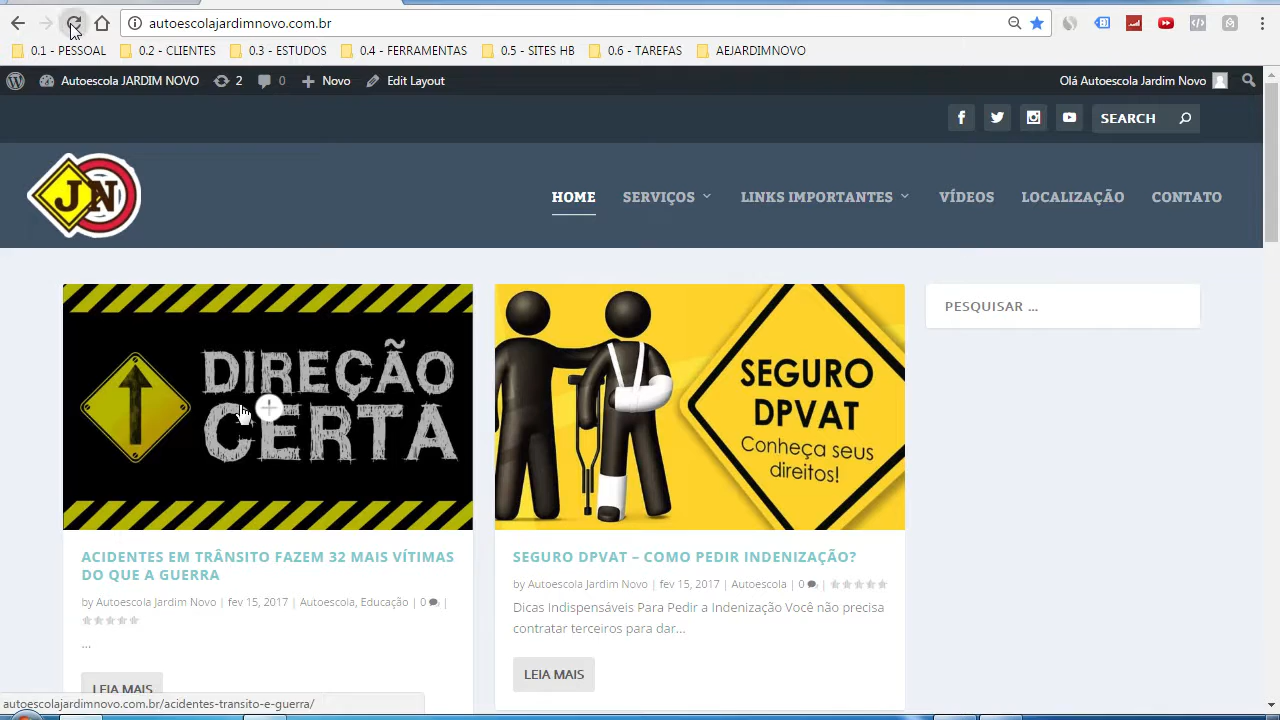 autoescolajardimnovo.com.br
0.1 - PESSOAL 0.2 - CLIENTES 0.3 - ESTUDOS 0.4 - FERRAMENTAS 0.5 - SITES HB 0.6 - TAREFAS AEJARDIMNOVO
Autoescola JARDIM NOVO 2 0 Novo Edit Layout Olá Autoescola Jardim Novo
SEARCH
JN
HOME SERVIÇOS LINKS IMPORTANTES VÍDEOS LOCALIZAÇÃO CONTATO
DIREÇÃO
CERTA
SEGURO
DPVAT
Conheça seus
direitos!
PESQUISAR ...
ACIDENTES EM TRÂNSITO FAZEM 32 MAIS VÍTIMAS
DO QUE A GUERRA
by Autoescola Jardim Novo | fev 15, 2017 | Autoescola, Educação | 0 |
...
LEIA MAIS
SEGURO DPVAT – COMO PEDIR INDENIZAÇÃO?
by Autoescola Jardim Novo | fev 15, 2017 | Autoescola | 0 |
Dicas Indispensáveis Para Pedir a Indenização Você não precisa
contratar terceiros para dar...
LEIA MAIS
autoescolajardimnovo.com.br/acidentes-transito-e-guerra/